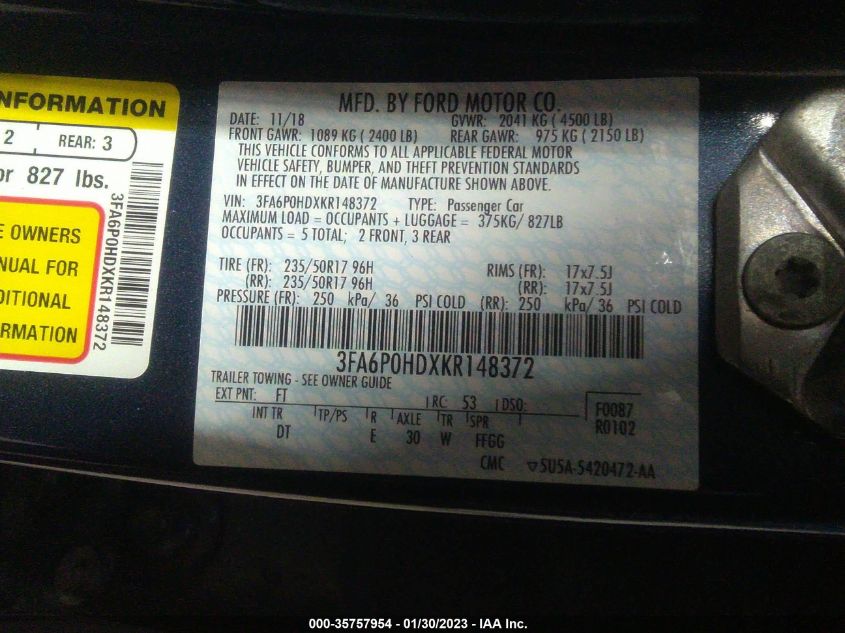 NFORMATION
2 REAR: 3
or 827 lbs.
E OWNERS
NUAL FOR
DITIONAL
ORMATION
3FA6P0HDXKR148372
MFD. BY FORD MOTOR CO.
DATE: 11/18 GVWR: 2041 KG ( 4500 LB)
FRONT GAWR: 1089 KG ( 2400 LB) REAR GAWR: 975 KG ( 2150 LB)
THIS VEHICLE CONFORMS TO ALL APPLICABLE FEDERAL MOTOR
VEHICLE SAFETY, BUMPER, AND THEFT PREVENTION STANDARDS
IN EFFECT ON THE DATE OF MANUFACTURE SHOWN ABOVE.
VIN: 3FA6P0HDXKR148372 TYPE: Passenger Car
MAXIMUM LOAD = OCCUPANTS + LUGGAGE = 375KG/ 827LB
OCCUPANTS = 5 TOTAL; 2 FRONT, 3 REAR
TIRE (FR): 235/50R17 96H RIMS (FR): 17x7.5J
(RR): 235/50R17 96H (RR): 17x7.5J
PRESSURE (FR): 250 kPa/ 36 PSI COLD (RR): 250 kPa/ 36 PSI COLD
3FA6P0HDXKR148372
TRAILER TOWING - SEE OWNER GUIDE
EXT PNT: FT RC: 53 DSO: F0087
INT TR TP/PS R AXLE TR SPR R0102
DT E 30 W FFGG
CMC ▽5U5A-5420472-AA
000-35757954 - 01/30/2023 - IAA Inc.